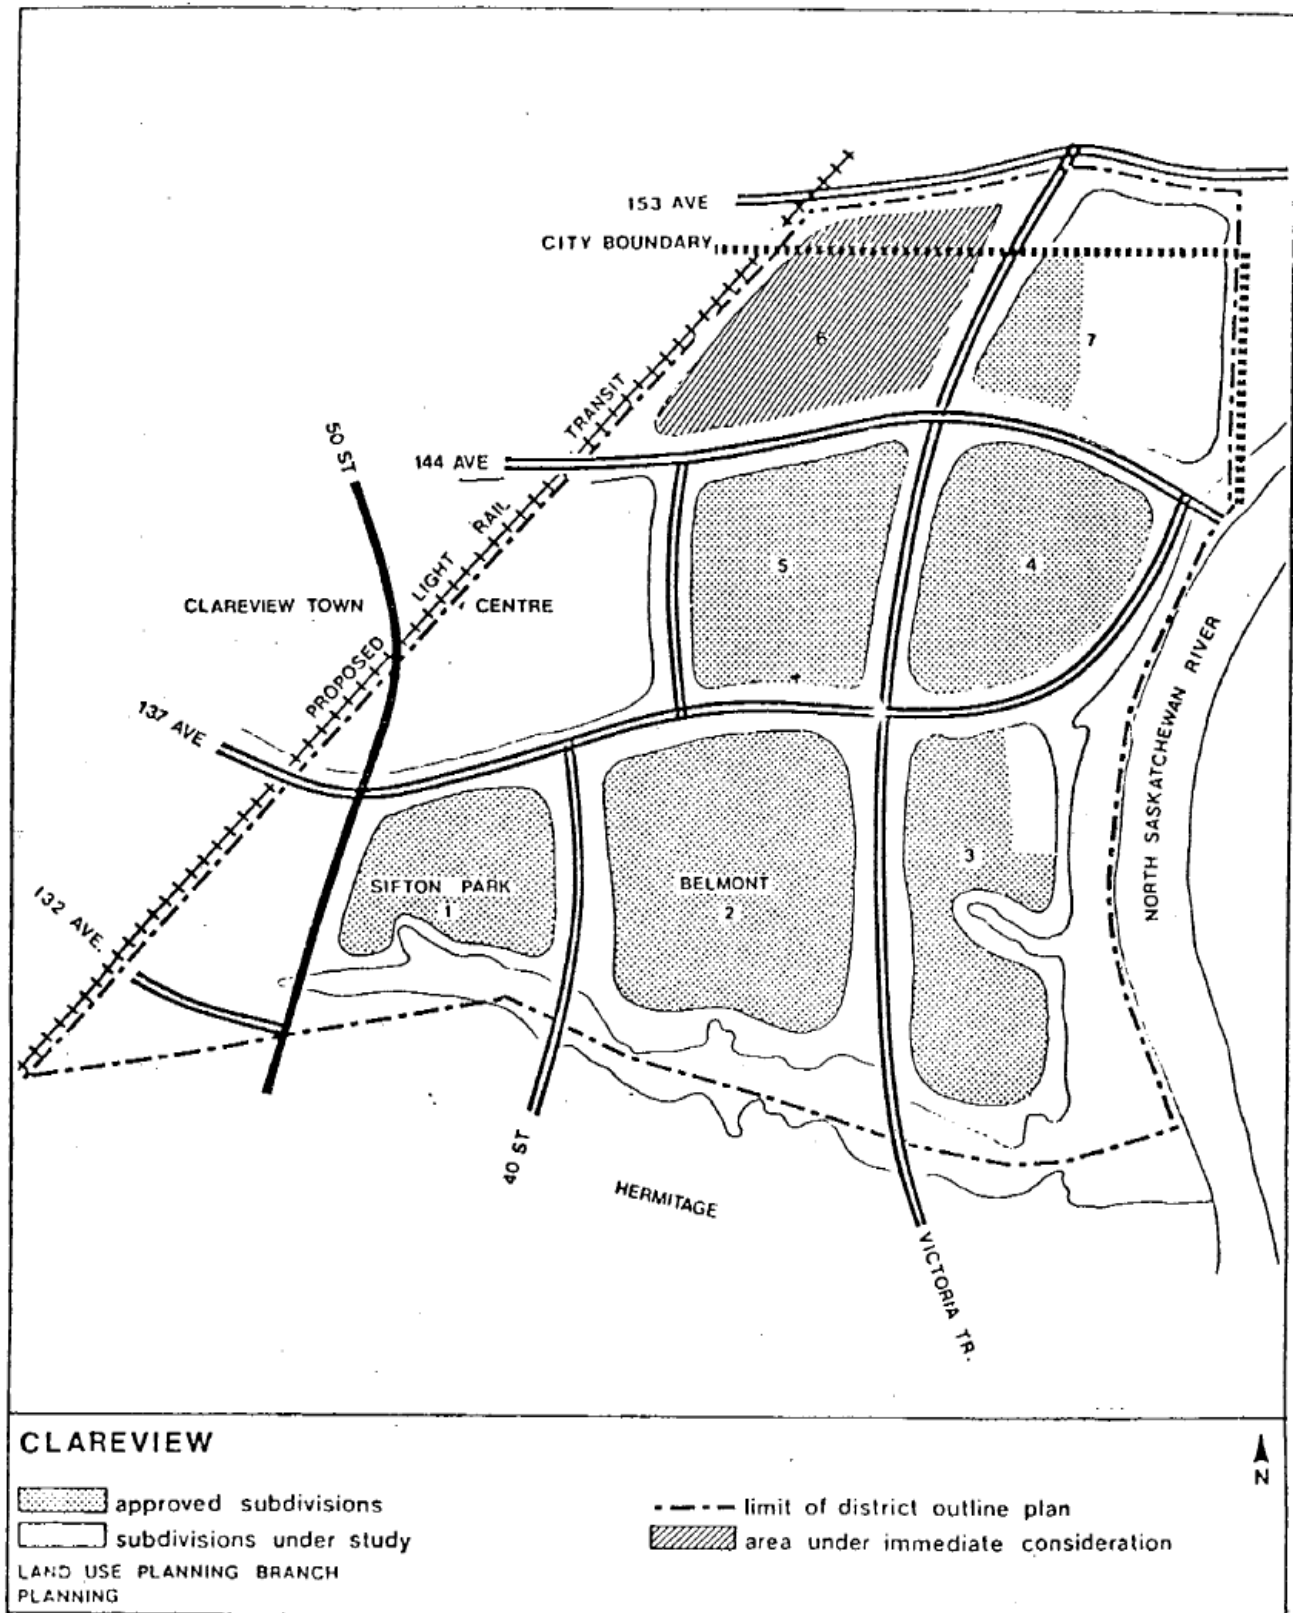 153 AVE
CITY BOUNDARY
6
7
TRANSIT
50 ST
144 AVE
RAIL
LIGHT
5
4
CLAREVIEW TOWN CENTRE
PROPOSED
NORTH SASKATCHEWAN RIVER
137 AVE
3
SIFTON PARK
1
BELMONT
2
132 AVE.
40 ST
HERMITAGE
VICTORIA TR.
CLAREVIEW
N
approved subdivisions
limit of district outline plan
subdivisions under study
area under immediate consideration
LAND USE PLANNING BRANCH
PLANNING